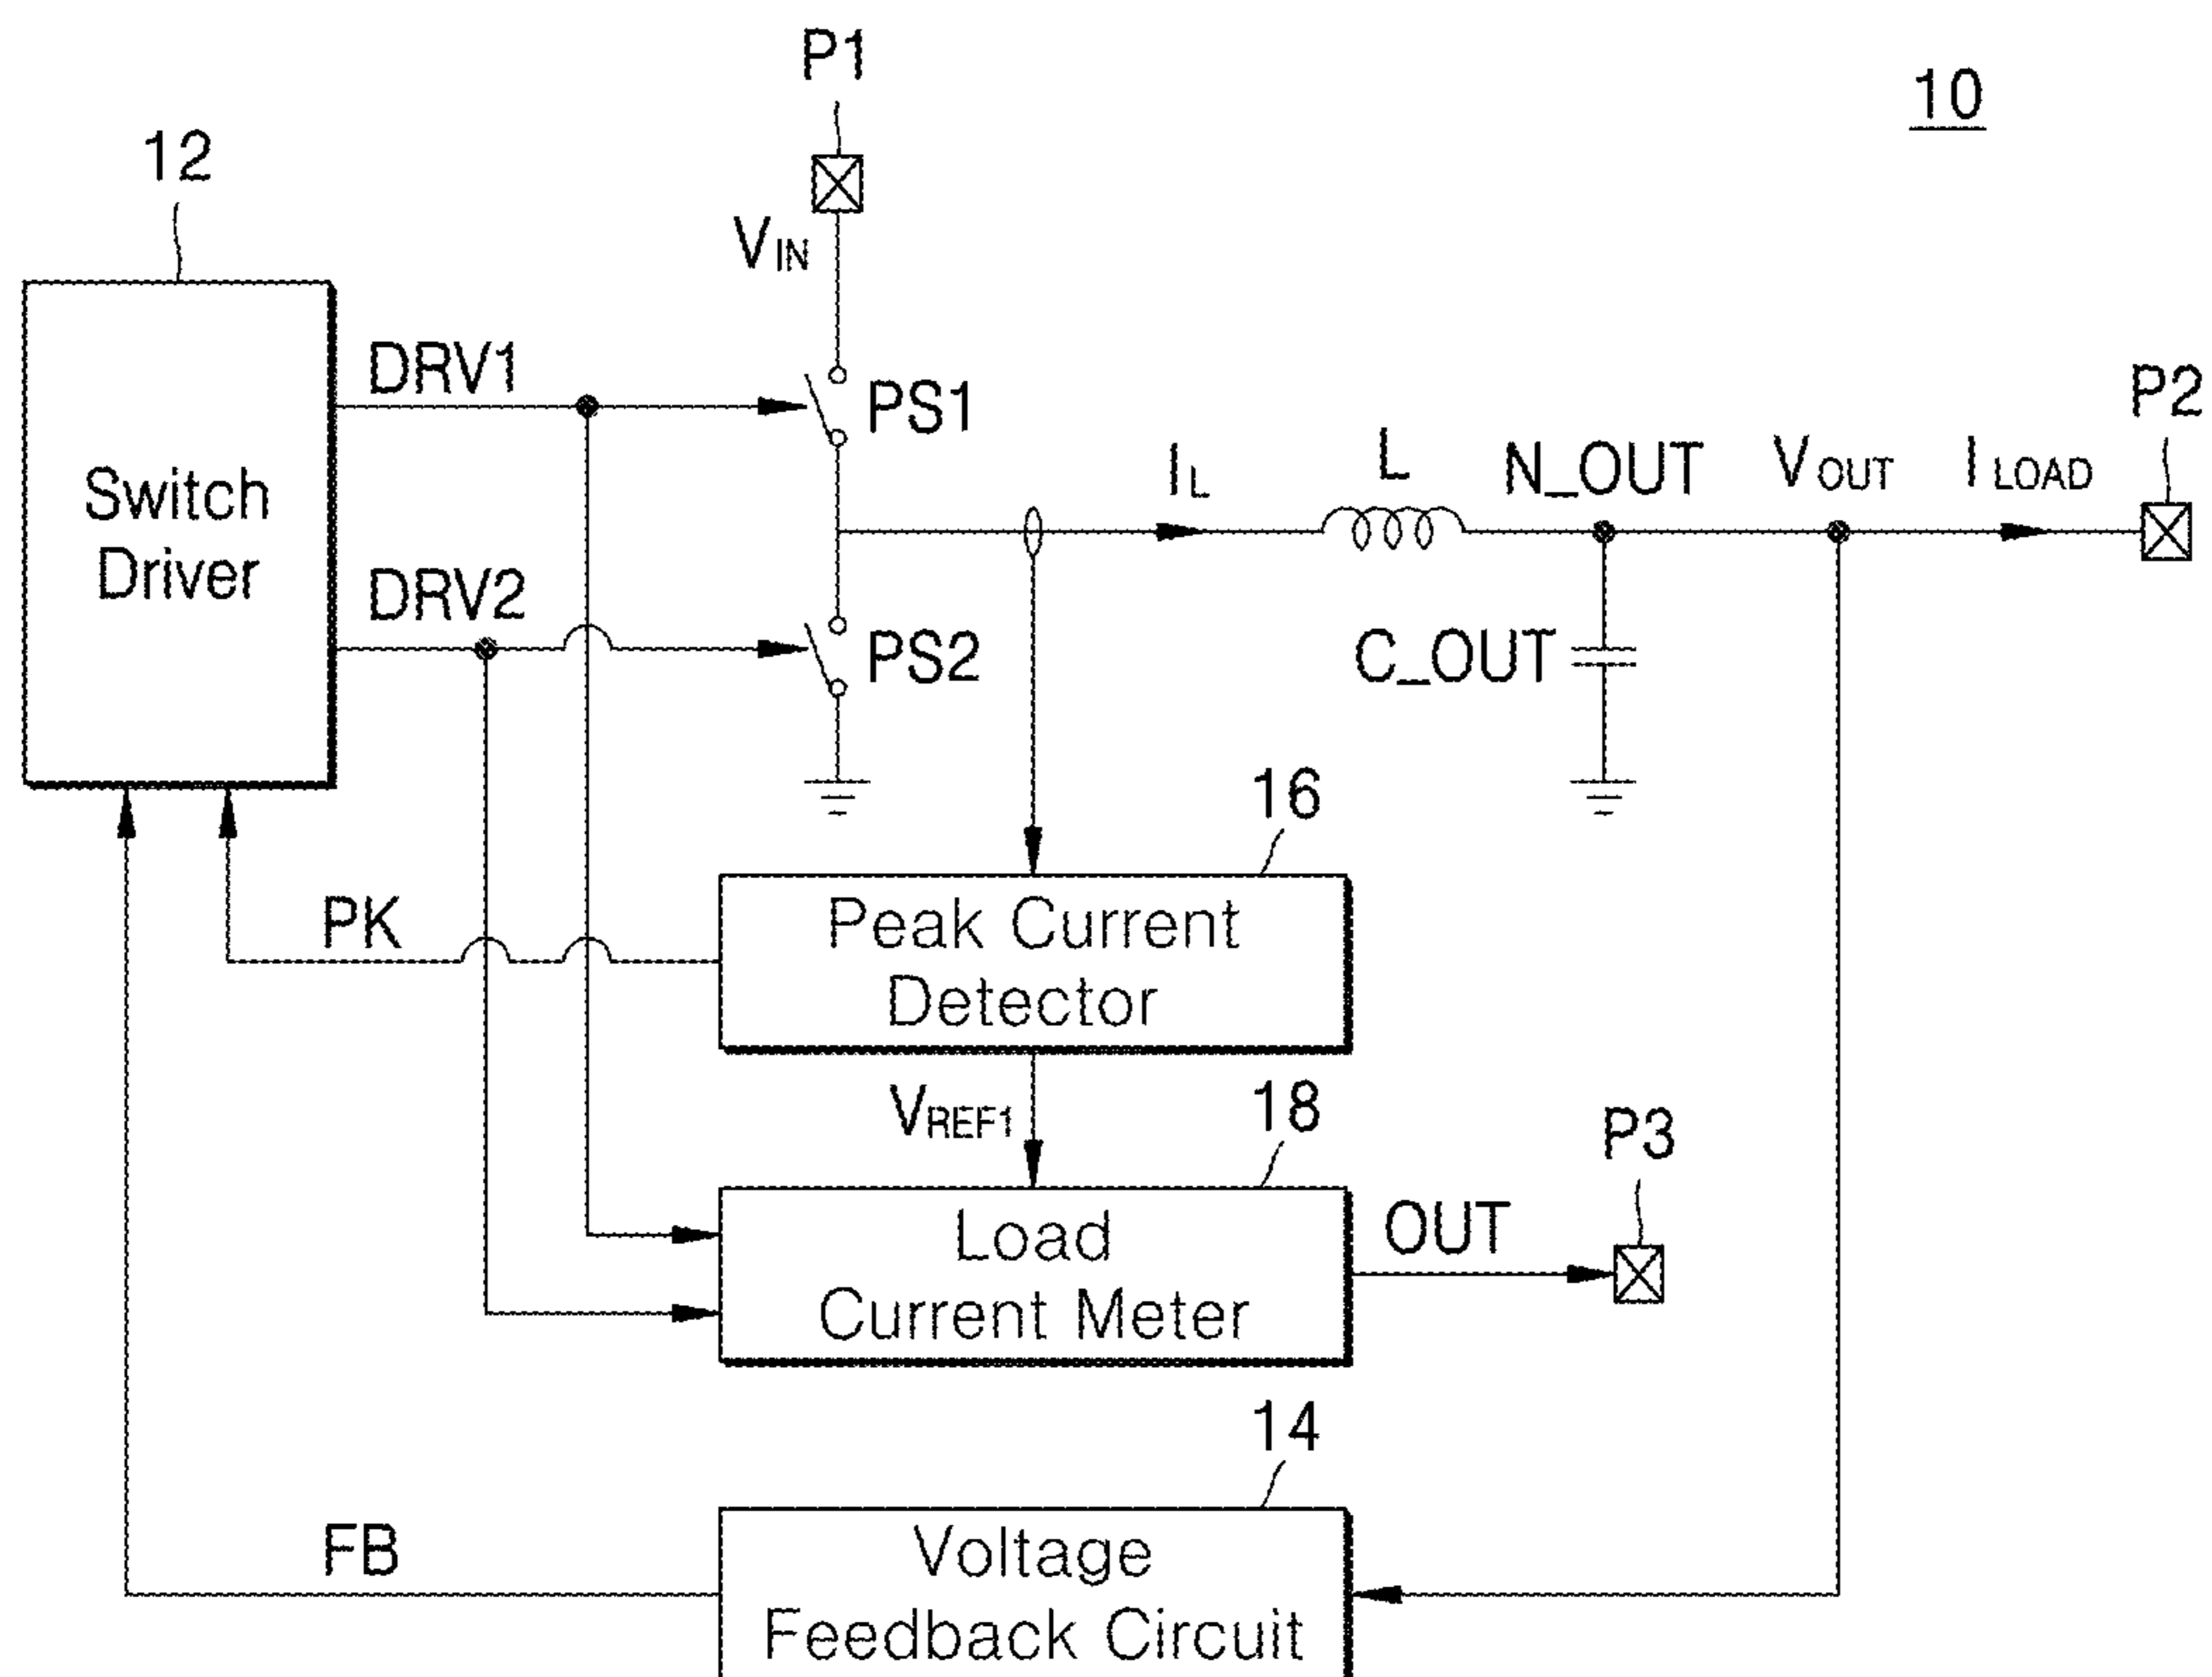 P1
10
12
VIN
DRV1
PS1
P2
Switch
Driver
IL
L
N_OUT
VOUT
ILOAD
DRV2
PS2
C_OUT
16
PK
Peak Current
Detector
VREF1
18
P3
Load
Current Meter
OUT
14
FB
Voltage
Feedback Circuit